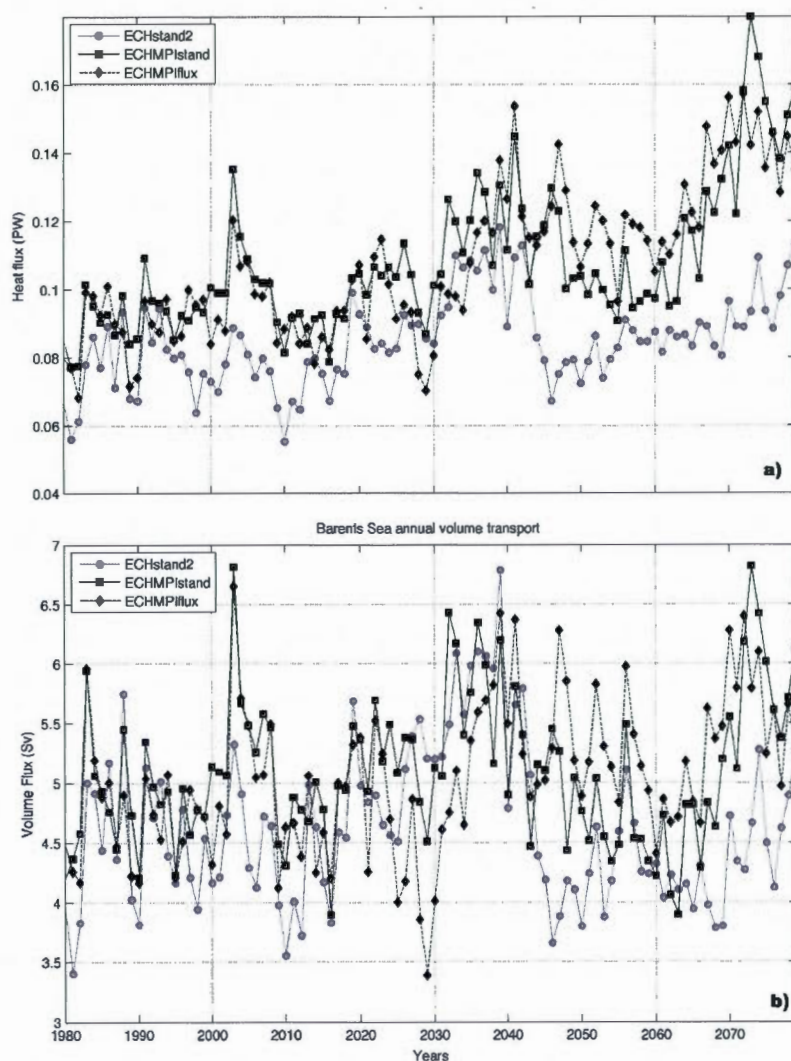 ECHstand2
ECHMPIstand
ECHMPIflux
0.16
0.14
0.12
0.1
0.08
0.06
0.04
Heat flux (PW)
a)
Barents Sea annual volume transport
ECHstand2
ECHMPIstand
ECHMPIflux
7
6.5
6
5.5
5
4.5
4
3.5
3
Volume Flux (Sv)
b)
1980 1990 2000 2010 2020 2030 2040 2050 2060 2070
Years